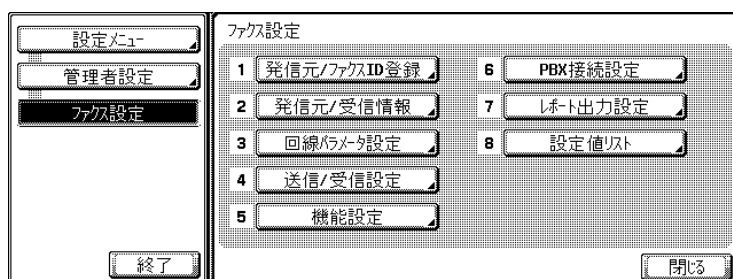 設定メニュー
管理者設定
ファクス設定
終了
ファクス設定
1 発信元/ファクスID登録
2 発信元/受信情報
3 回線パラメータ設定
4 送信/受信設定
5 機能設定
6 PBX接続設定
7 レポート出力設定
8 設定値リスト
閉じる